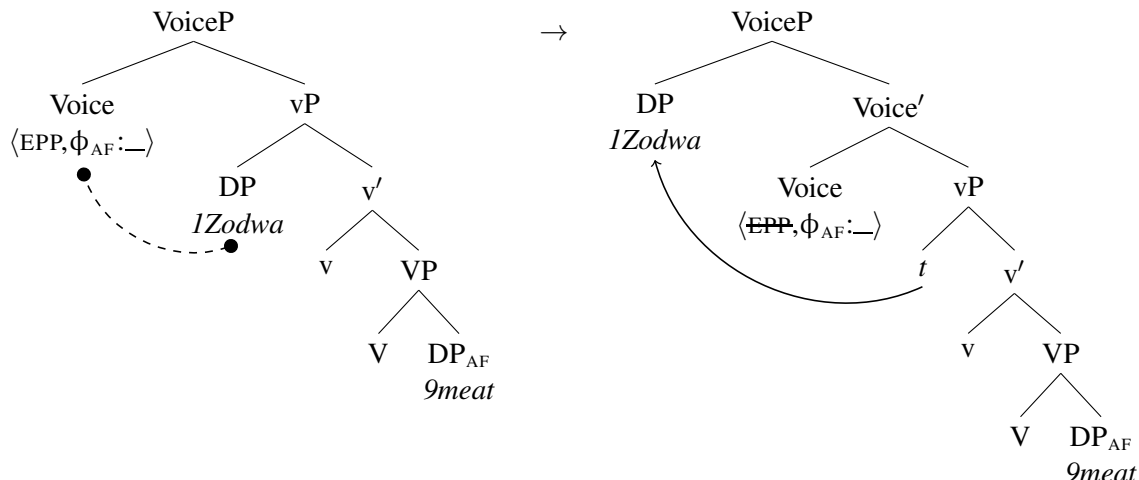 VoiceP → VoiceP
Voice vP DP Voice′
⟨EPP,ϕAF:__⟩ 1Zodwa
DP v′ Voice vP
1Zodwa ⟨EPP,ϕAF:__⟩
v VP t v′
V DPAF v VP
9meat
V DPAF
9meat